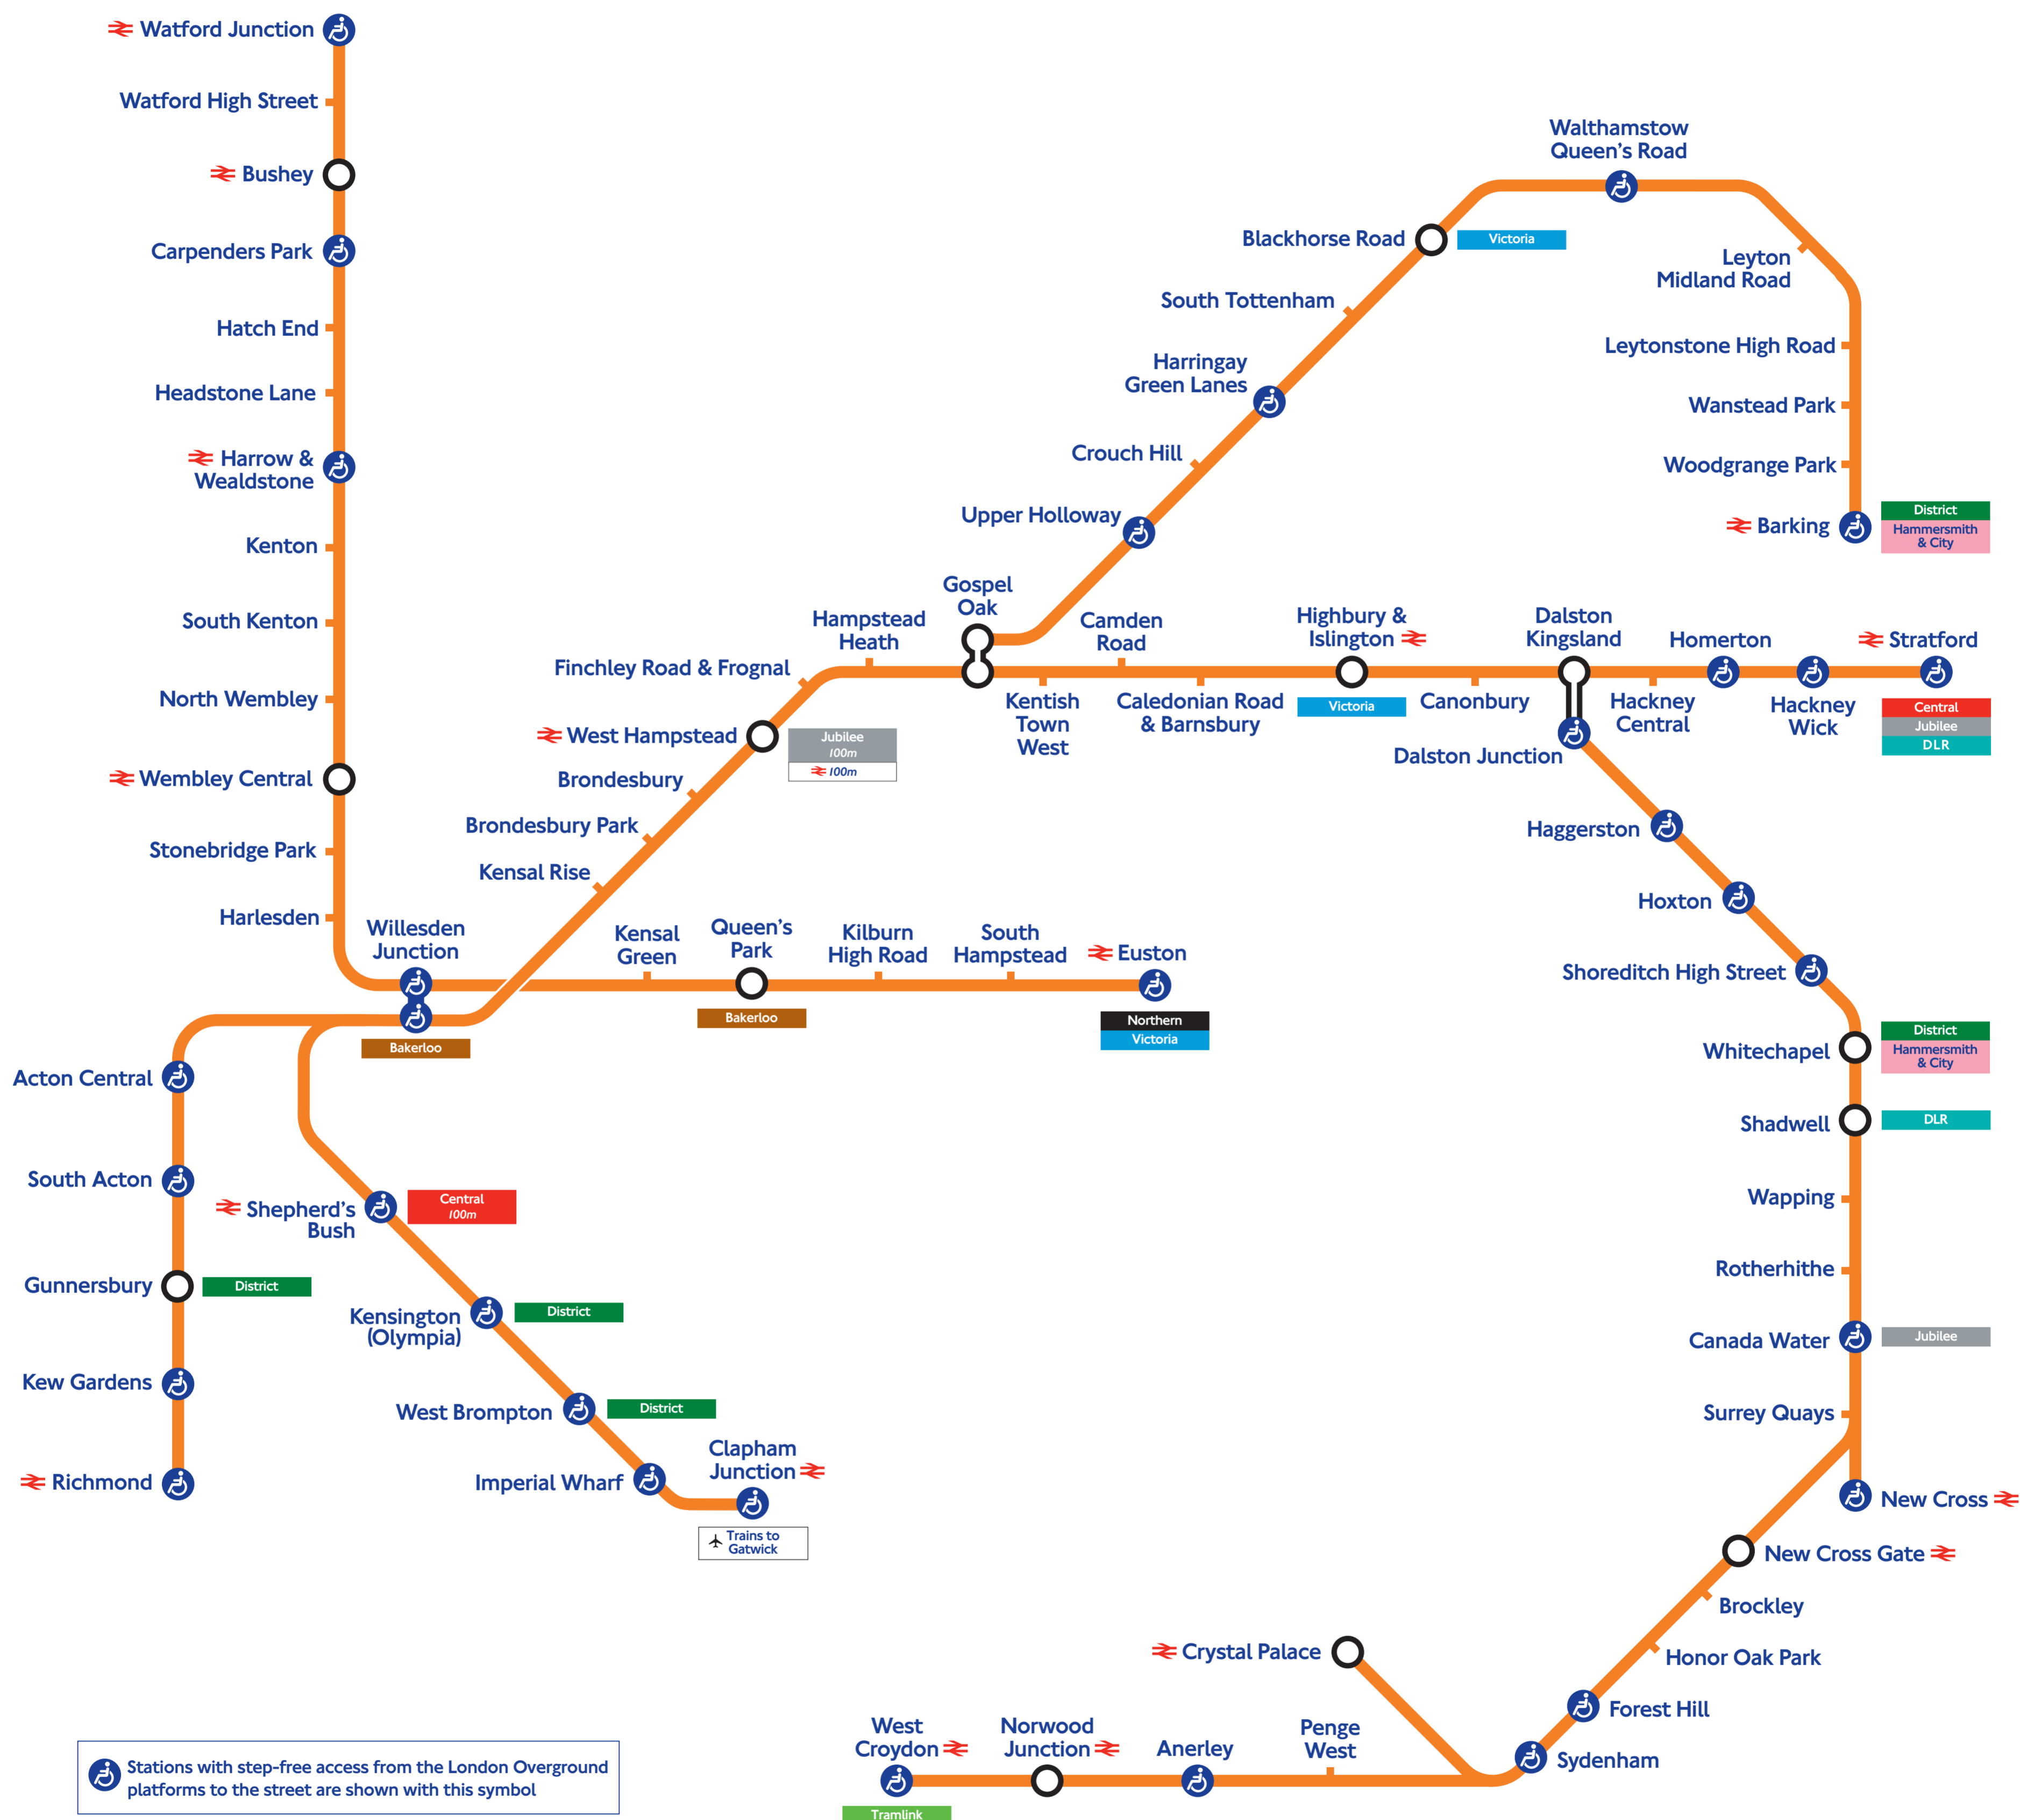 Watford Junction
Watford High Street
Bushey
Carpenders Park
Hatch End
Headstone Lane
Harrow &
Wealdstone
Kenton
South Kenton
North Wembley
Wembley Central
Stonebridge Park
Harlesden
Willesden
Junction
Bakerloo
Kensal
Green
Queen's
Park
Bakerloo
Kilburn
High Road
South
Hampstead
Euston
Northern
Victoria
Acton Central
South Acton
Gunnersbury
District
Kew Gardens
Richmond
Shepherd's
Bush
Central
100m
Kensington
(Olympia)
District
West Brompton
District
Imperial Wharf
Clapham
Junction
Trains to
Gatwick
Kensal Rise
Brondesbury Park
Brondesbury
West Hampstead
Jubilee
100m
100m
Finchley Road & Frognal
Hampstead
Heath
Gospel
Oak
Kentish
Town
West
Camden
Road
Caledonian Road
& Barnsbury
Highbury &
Islington
Victoria
Canonbury
Dalston
Kingsland
Hackney
Central
Homerton
Hackney
Wick
Stratford
Central
Jubilee
DLR
Upper Holloway
Crouch Hill
Harringay
Green Lanes
South Tottenham
Blackhorse Road
Victoria
Walthamstow
Queen's Road
Leyton
Midland Road
Leytonstone High Road
Wanstead Park
Woodgrange Park
Barking
District
Hammersmith
& City
Dalston Junction
Haggerston
Hoxton
Shoreditch High Street
Whitechapel
District
Hammersmith
& City
Shadwell
DLR
Wapping
Rotherhithe
Canada Water
Jubilee
Surrey Quays
New Cross
New Cross Gate
Brockley
Honor Oak Park
Forest Hill
Sydenham
Crystal Palace
Penge
West
Anerley
Norwood
Junction
West
Croydon
Tramlink
Stations with step-free access from the London Overground
platforms to the street are shown with this symbol